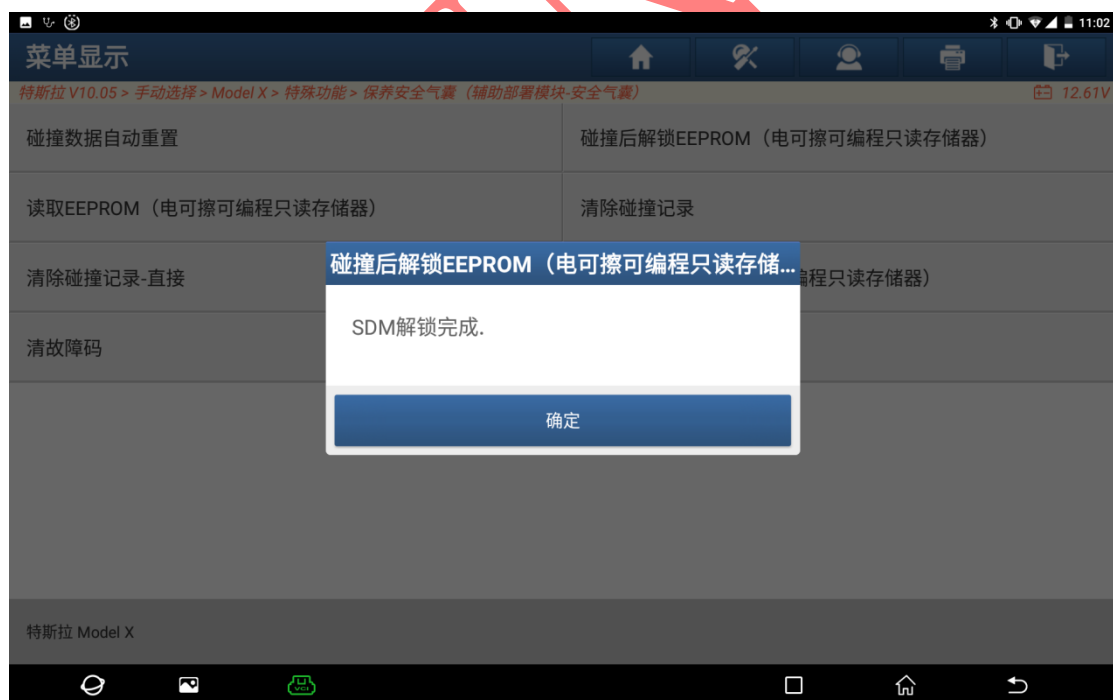 11:02
菜单显示
特斯拉 V10.05 > 手动选择 > Model X > 特殊功能 > 保养安全气囊（辅助部署模块-安全气囊）
12.61V
碰撞数据自动重置
碰撞后解锁EEPROM（电可擦可编程只读存储器）
读取EEPROM（电可擦可编程只读存储器）
清除碰撞记录
清除碰撞记录-直接
编程只读存储器）
清故障码
碰撞后解锁EEPROM（电可擦可编程只读存储...
SDM解锁完成.
确定
特斯拉 Model X
VCI